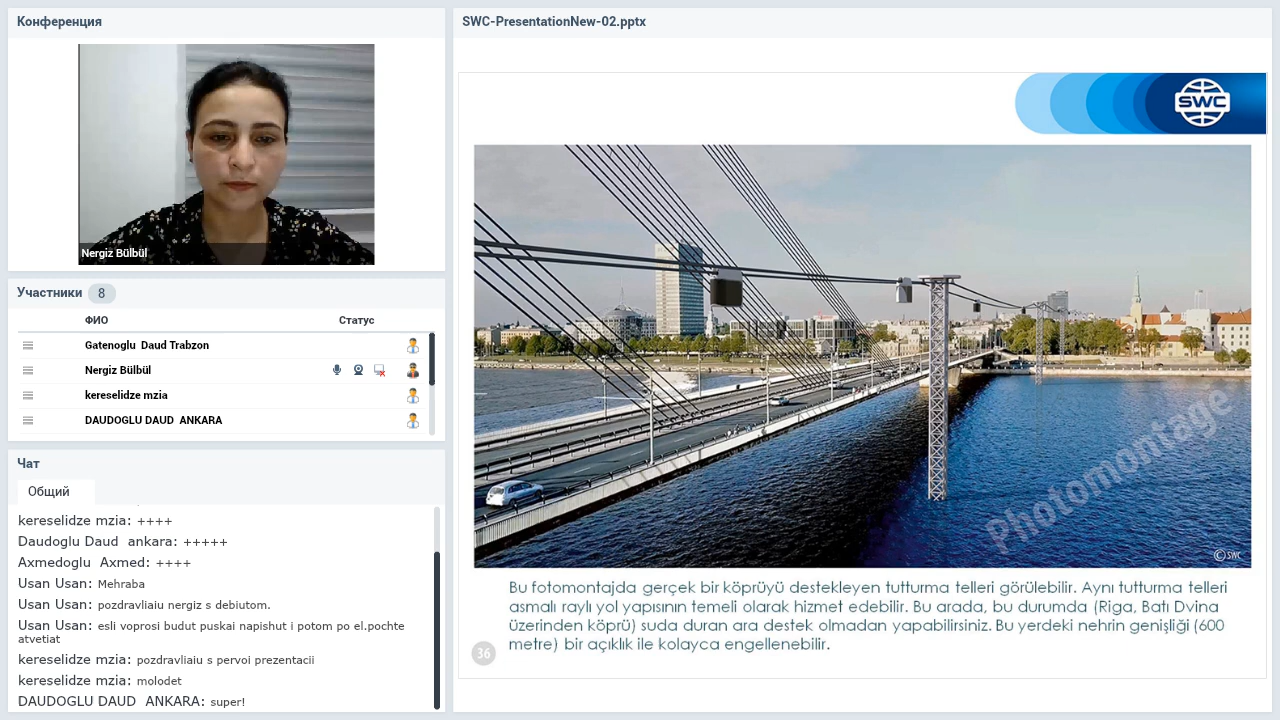 Конференция
Nergiz Bülbül
Участники 8
ФИО Статус
Gatenoglu Daud Trabzon
Nergiz Bülbül
kereselidze mzia
DAUDOGLU DAUD ANKARA
Чат
Общий
kereselidze mzia: ++++
Daudoglu Daud ankara: +++++
Axmedoglu Axmed: ++++
Usan Usan: Mehraba
Usan Usan: pozdravliaiu nergiz s debiutom.
Usan Usan: esli voprosi budut puskai napishut i potom po el.pochte
atvetiat
kereselidze mzia: pozdravliaiu s pervoi prezentacii
kereselidze mzia: molodet
DAUDOGLU DAUD ANKARA: super!
SWC-PresentationNew-02.pptx
SWC
Photomontage
© SWC
Bu fotomontajda gerçek bir köprüyü destekleyen tutturma telleri görülebilir. Aynı tutturma telleri
asmalı raylı yol yapısının temeli olarak hizmet edebilir. Bu arada, bu durumda (Riga, Batı Dvina
üzerinden köprü) suda duran ara destek olmadan yapabilirsiniz. Bu yerdeki nehrin genişliği (600
metre) bir açıklık ile kolayca engellenebilir.
36